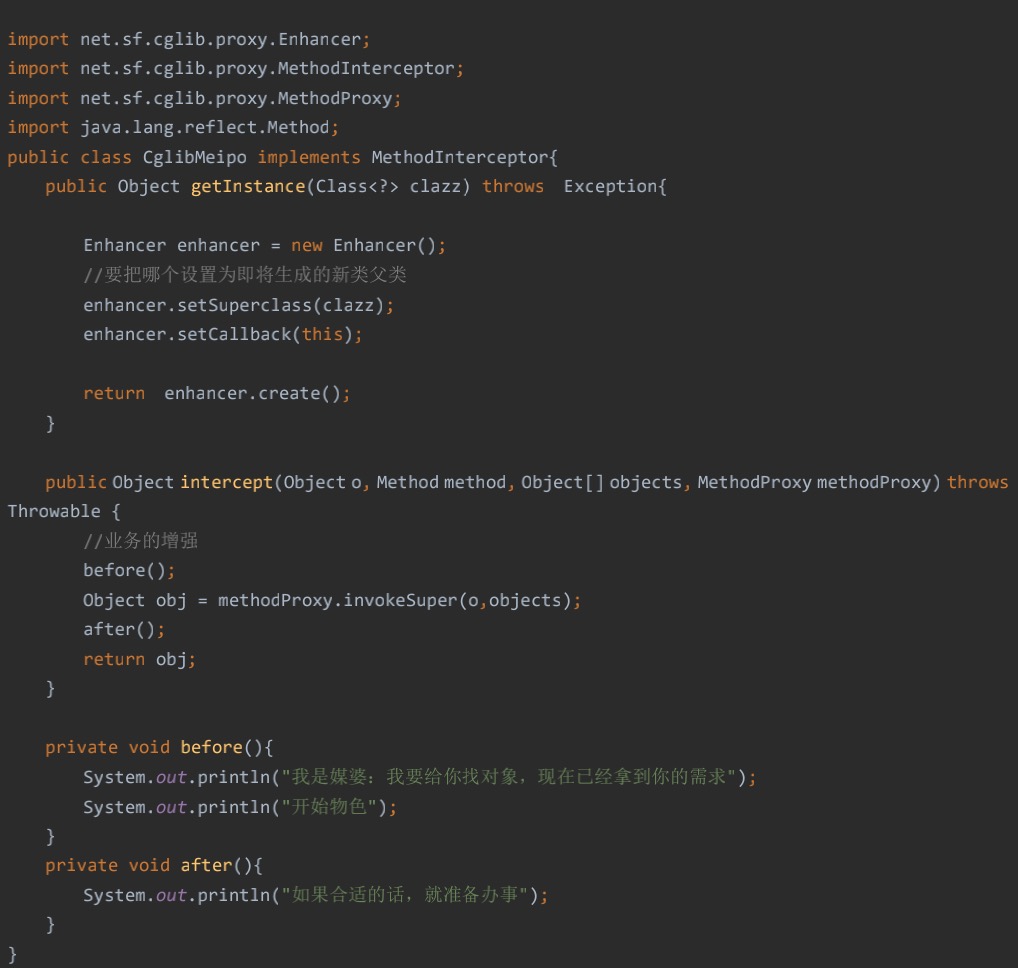 import net.sf.cglib.proxy.Enhancer;
import net.sf.cglib.proxy.MethodInterceptor;
import net.sf.cglib.proxy.MethodProxy;
import java.lang.reflect.Method;
public class CglibMeipo implements MethodInterceptor{
    public Object getInstance(Class<?> clazz) throws  Exception{

        Enhancer enhancer = new Enhancer();
        //要把哪个设置为即将生成的新类父类
        enhancer.setSuperclass(clazz);
        enhancer.setCallback(this);

        return  enhancer.create();
    }

    public Object intercept(Object o, Method method, Object[] objects, MethodProxy methodProxy) throws
Throwable {
        //业务的增强
        before();
        Object obj = methodProxy.invokeSuper(o,objects);
        after();
        return obj;
    }

    private void before(){
        System.out.println("我是媒婆：我要给你找对象，现在已经拿到你的需求");
        System.out.println("开始物色");
    }
    private void after(){
        System.out.println("如果合适的话，就准备办事");
    }
}